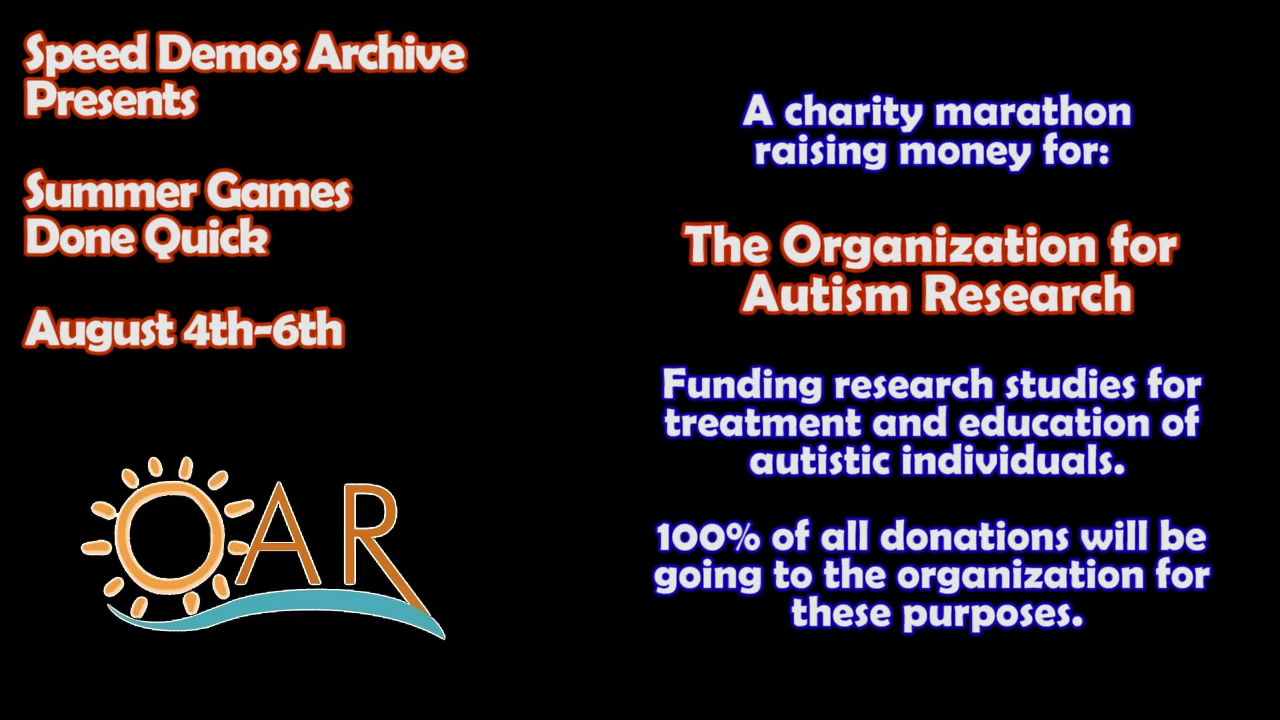 Speed Demos Archive
Presents
Summer Games
Done Quick
August 4th-6th
OAR
A charity marathon
raising money for:
The Organization for
Autism Research
Funding research studies for
treatment and education of
autistic individuals.
100% of all donations will be
going to the organization for
these purposes.